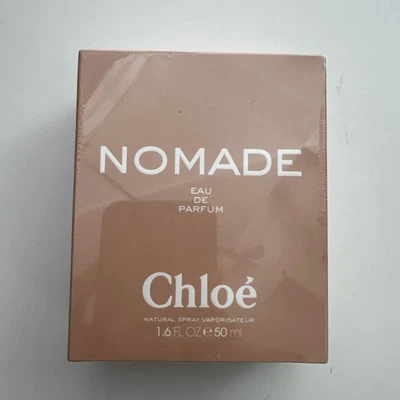 NOMADE
EAU
DE
PARFUM
Chloé
NATURAL SPRAY VAPORISATEUR
1.6 FL OZ ℮ 50 ml